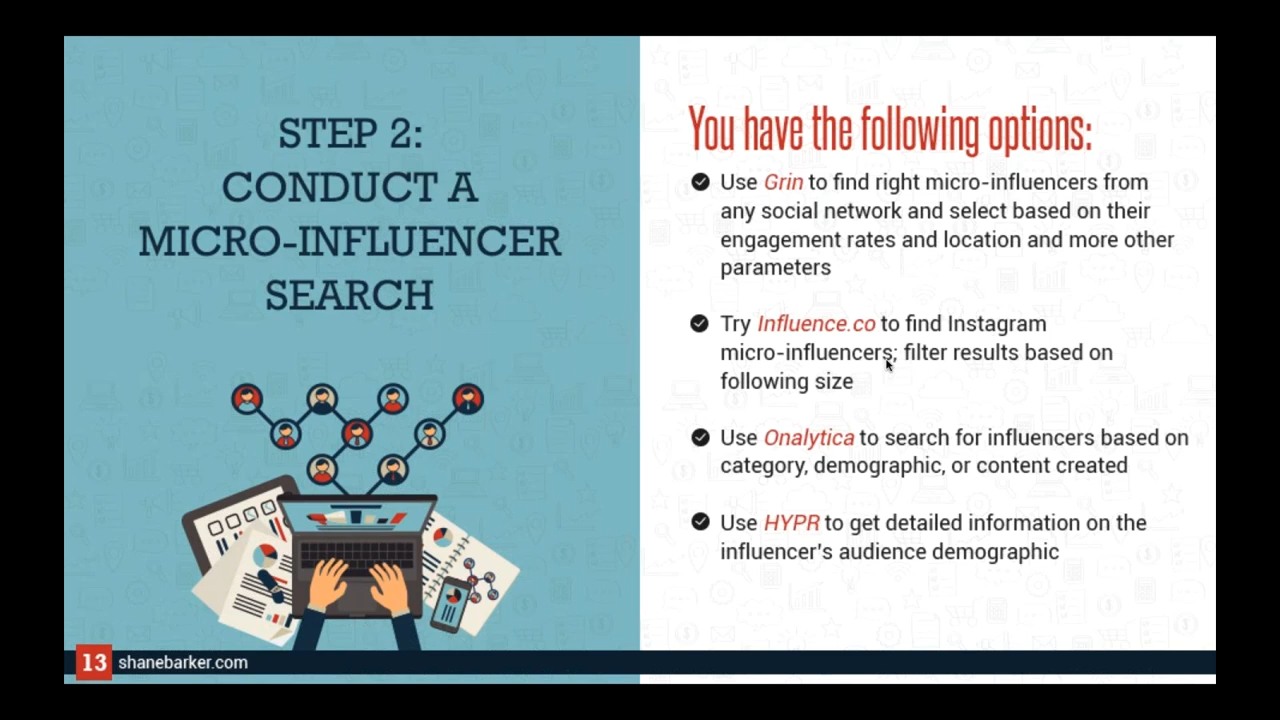 STEP 2:
CONDUCT A
MICRO-INFLUENCER
SEARCH
You have the following options:
Use Grin to find right micro-influencers from
any social network and select based on their
engagement rates and location and more other
parameters
Try Influence.co to find Instagram
micro-influencers; filter results based on
following size
Use Onalytica to search for influencers based on
category, demographic, or content created
Use HYPR to get detailed information on the
influencer's audience demographic
13 shanebarker.com